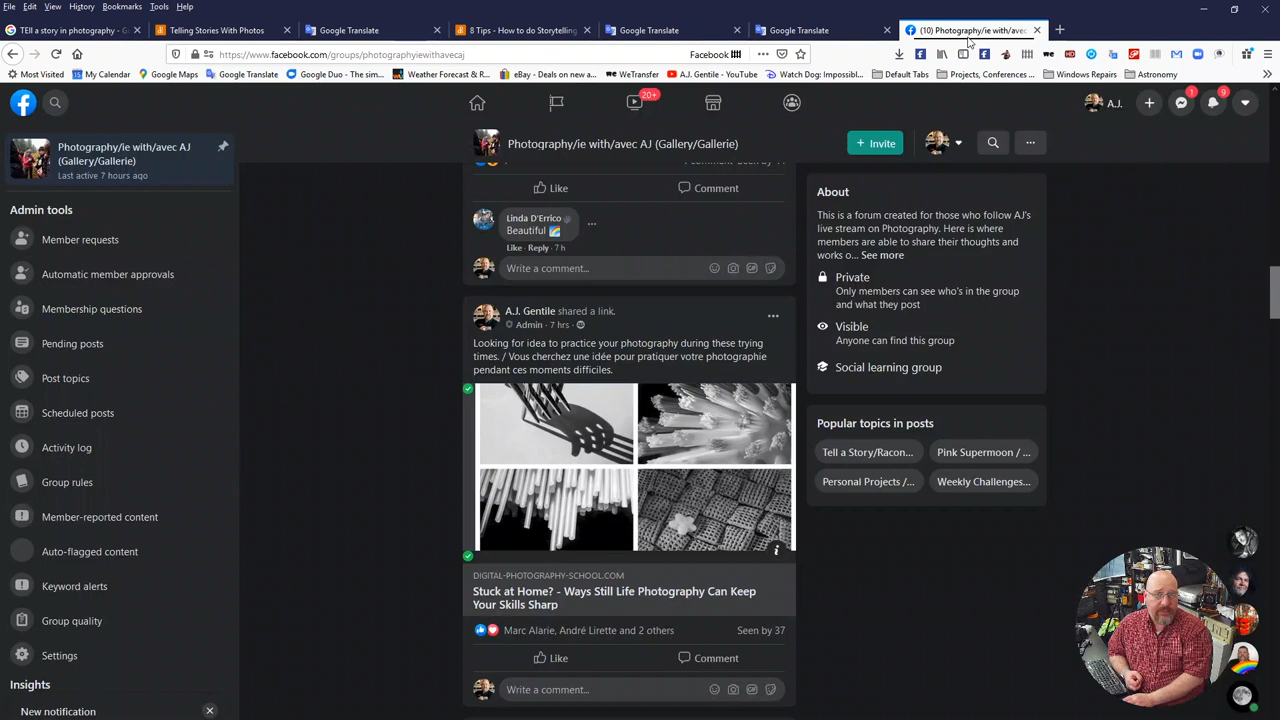 File Edit View History Bookmarks Tools Help
TEll a story in photography - G
Telling Stories With Photos
Google Translate
8 Tips - How to do Storytelling
Google Translate
Google Translate
(10) Photography/ie with/avec
https://www.facebook.com/groups/photographyiewithavecaj
Facebook
Most Visited
Google Maps
Google Duo - The sim...
Weather Forecast & R...
eBay - Deals on new a...
WeTransfer
A.J. Gentile - YouTube
Watch Dog: Impossibl...
Default Tabs
Projects, Conferences ...
Windows Repairs
Astronomy
20+
A.J.
1
9
Photography/ie with/avec AJ
(Gallery/Gallerie)
Last active 7 hours ago
Admin tools
Member requests
Automatic member approvals
Membership questions
Pending posts
Post topics
Scheduled posts
Activity log
Group rules
Member-reported content
Auto-flagged content
Keyword alerts
Group quality
Settings
Insights
New notification
Photography/ie with/avec AJ (Gallery/Gallerie)
+ Invite
Like
Comment
Linda D'Errico
Beautiful
Like · Reply · 7 h
Write a comment...
A.J. Gentile shared a link.
Admin · 7 hrs ·
Looking for idea to practice your photography during these trying
times. / Vous cherchez une idée pour pratiquer votre photographie
pendant ces moments difficiles.
DIGITAL-PHOTOGRAPHY-SCHOOL.COM
Stuck at Home? - Ways Still Life Photography Can Keep
Your Skills Sharp
Marc Alarie, André Lirette and 2 others
Seen by 37
Like
Comment
Write a comment...
About
This is a forum created for those who follow AJ's
live stream on Photography. Here is where
members are able to share their thoughts and
works o... See more
Private
Only members can see who's in the group
and what they post
Visible
Anyone can find this group
Social learning group
Popular topics in posts
Tell a Story/Racon...
Pink Supermoon / ...
Personal Projects /...
Weekly Challenges...